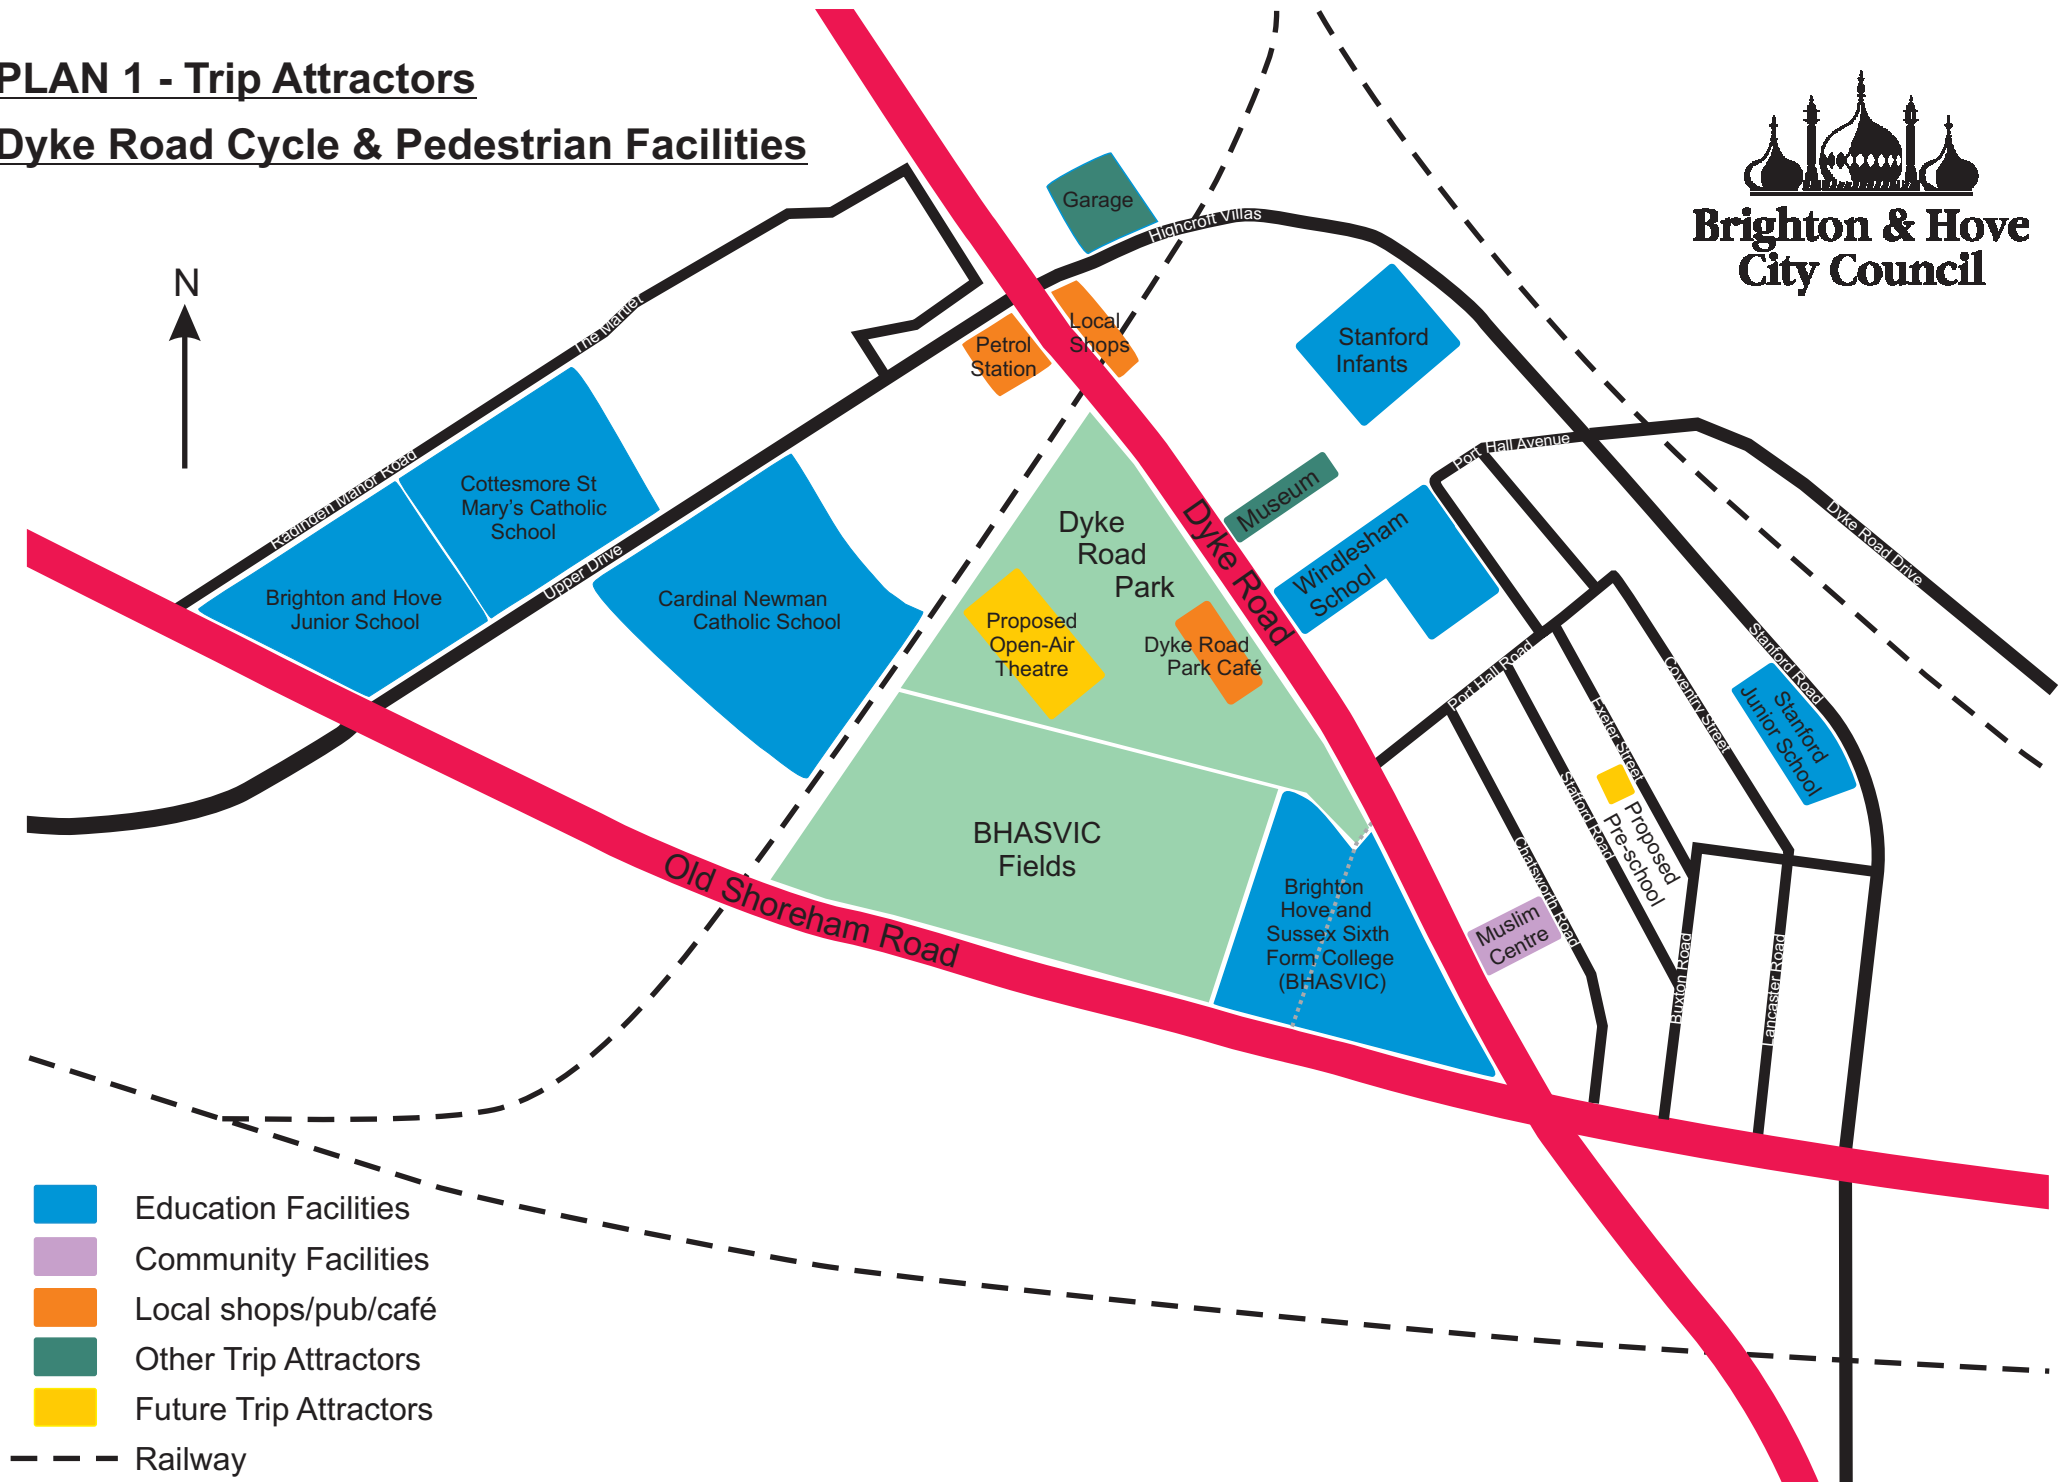 PLAN 1 - Trip Attractors
Dyke Road Cycle & Pedestrian Facilities
Brighton & Hove
City Council
N
Garage
Highcroft Villas
The Martlet
Local
Shops
Petrol
Station
Stanford
Infants
Port Hall Avenue
Radinden Manor Road
Cottesmore St
Mary's Catholic
School
Museum
Dyke Road
Dyke
Road
Park
Windlesham
School
Dyke Road Drive
Upper Drive
Brighton and Hove
Junior School
Cardinal Newman
Catholic School
Proposed
Open-Air
Theatre
Dyke Road
Park Café
Port Hall Road
Coventry Street
Stanford Road
Exeter Street
Stanford
Junior School
Stafford Road
Proposed
Pre-school
Chatsworth Road
BHASVIC
Fields
Old Shoreham Road
Brighton
Hove and
Sussex Sixth
Form College
(BHASVIC)
Muslim
Centre
Buxton Road
Lancaster Road
Education Facilities
Community Facilities
Local shops/pub/café
Other Trip Attractors
Future Trip Attractors
Railway